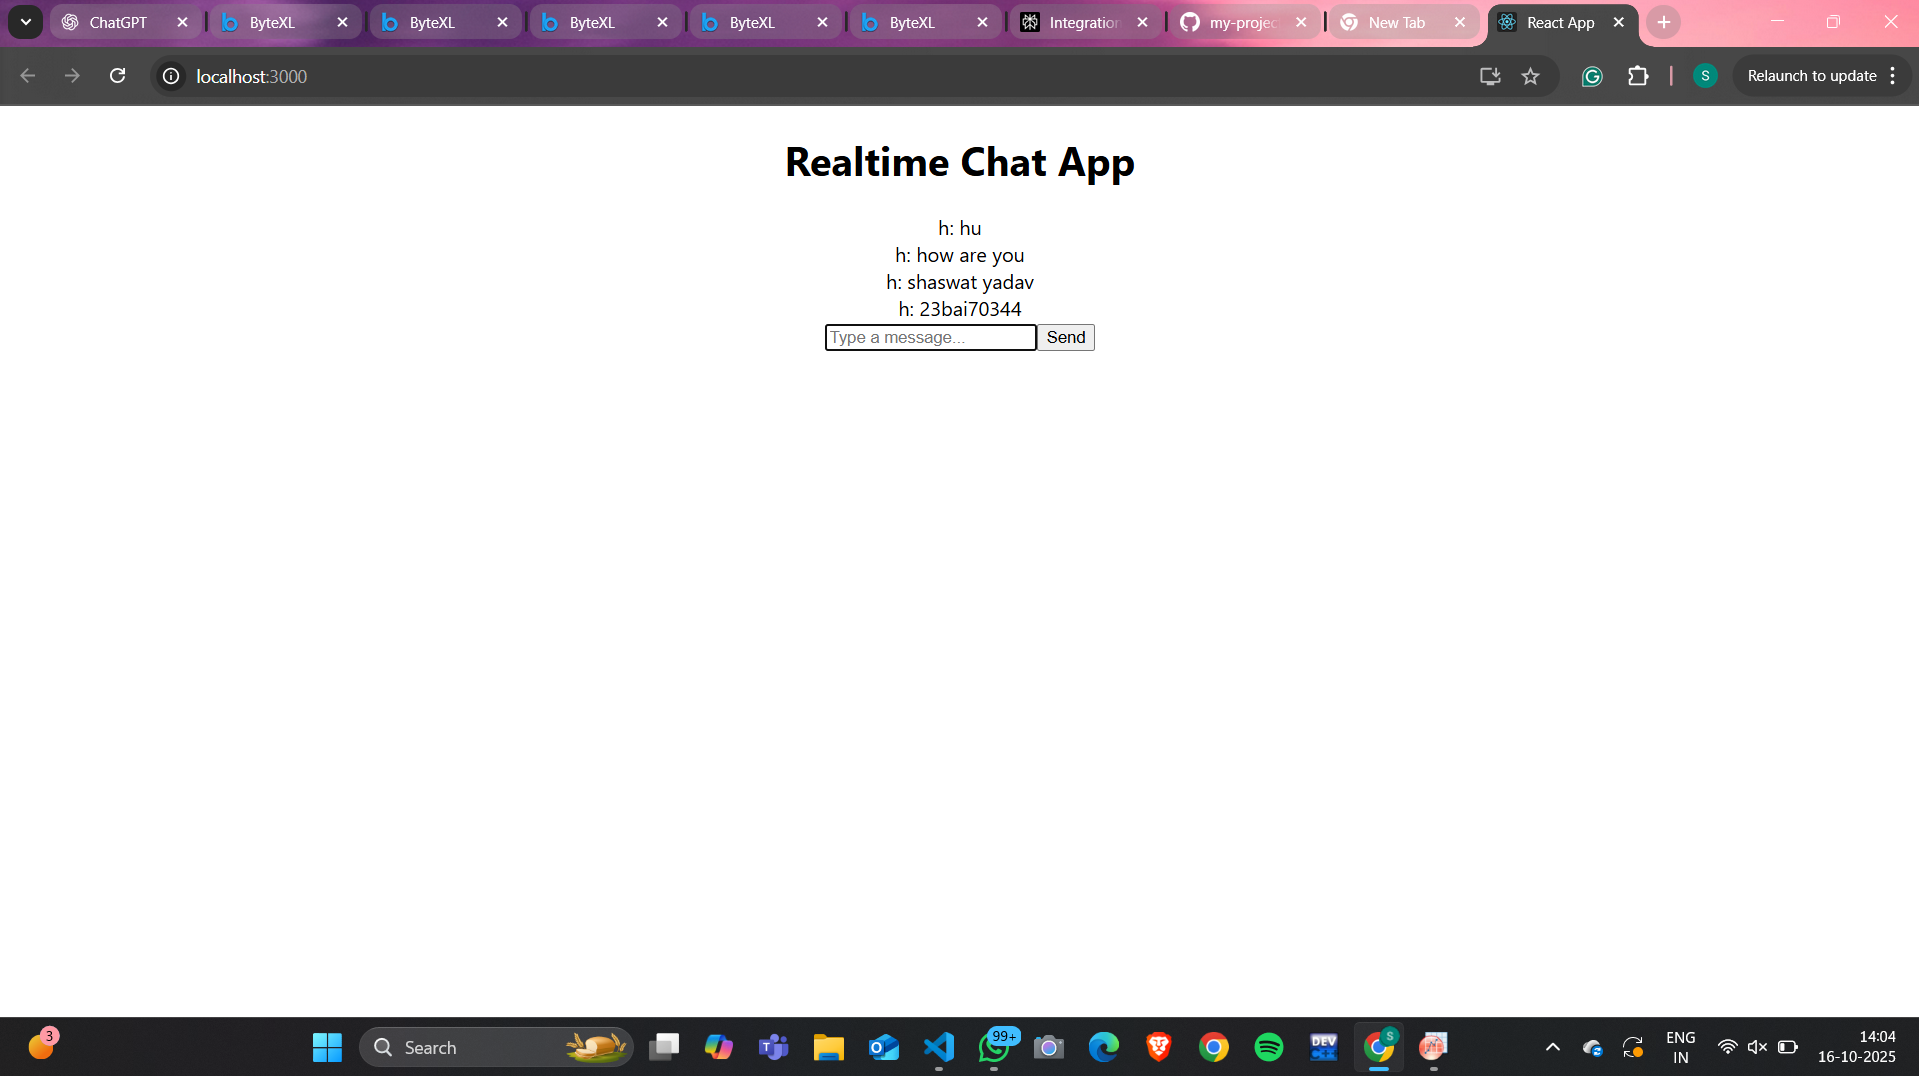 ChatGPT
ByteXL
ByteXL
ByteXL
ByteXL
ByteXL
Integration
my-projec
New Tab
React App
localhost:3000
S
Relaunch to update
Realtime Chat App
h: hu
h: how are you
h: shaswat yadav
h: 23bai70344
Type a message...
Send
3
Search
99+
DEV
C++
S
ENG
IN
14:04
16-10-2025